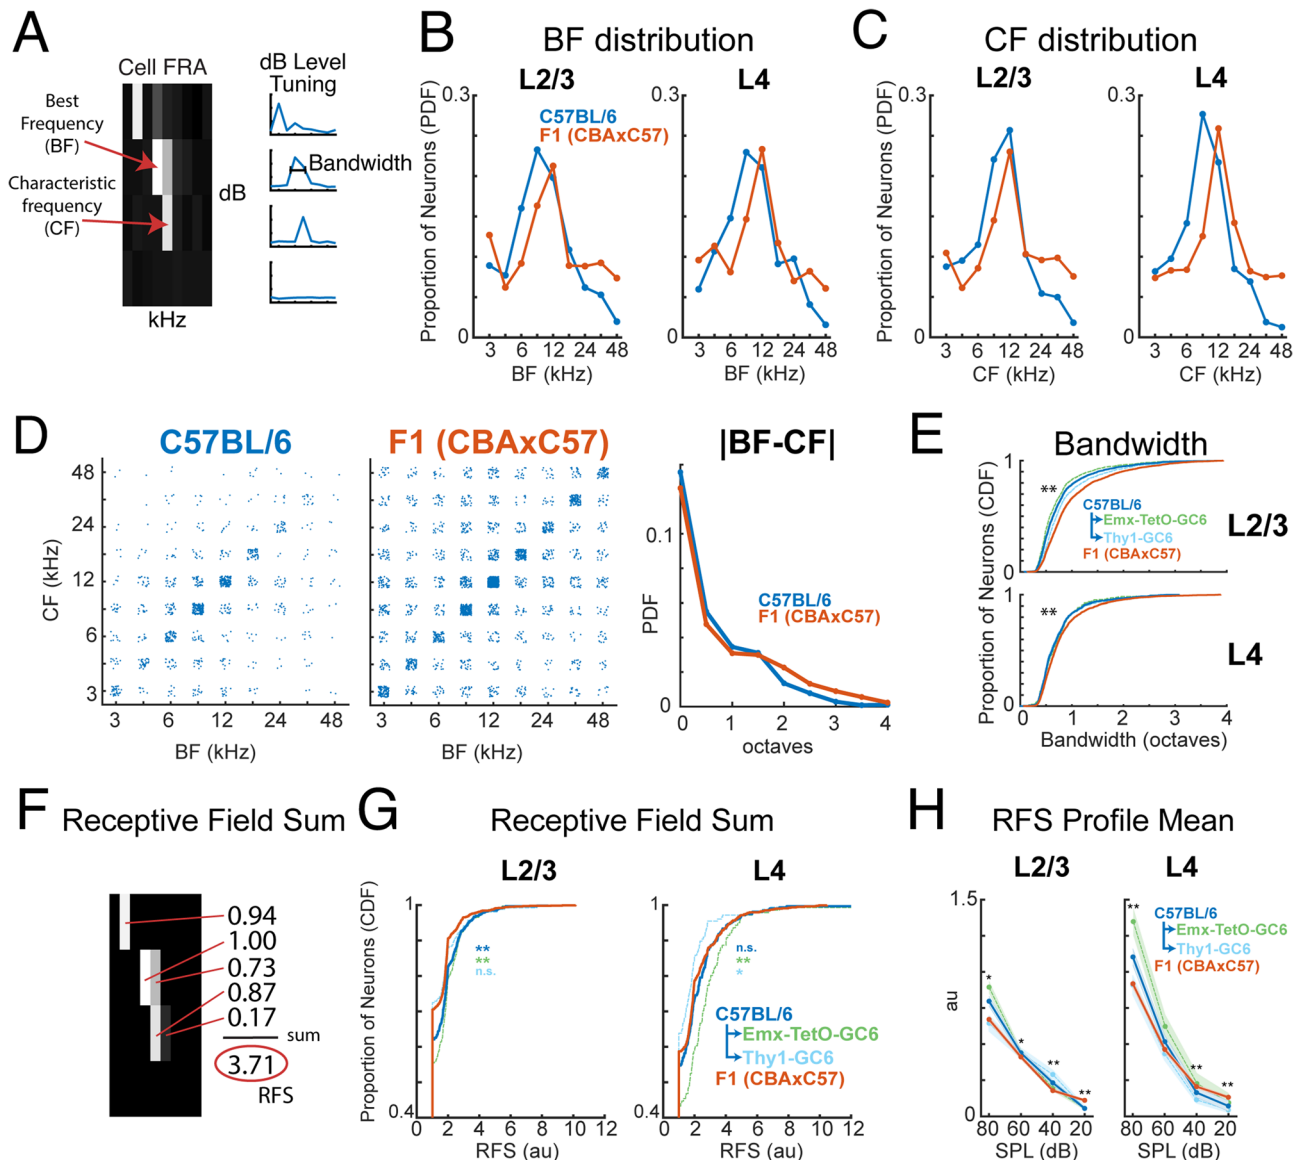 A
Cell FRA
Best
Frequency
(BF)
Characteristic
frequency
(CF)
dB
kHz
dB Level
Tuning
Bandwidth
B
BF distribution
L2/3
L4
Proportion of Neurons (PDF)
0.3
0
C57BL/6
F1 (CBAxC57)
3 6 12 24 48
BF (kHz)
0.3
0
3 6 12 24 48
BF (kHz)
C
CF distribution
L2/3
L4
Proportion of Neurons (PDF)
0.3
0
3 6 12 24 48
CF (kHz)
0.3
0
3 6 12 24 48
CF (kHz)
D
C57BL/6
F1 (CBAxC57)
|BF-CF|
CF (kHz)
48
24
12
6
3
3 6 12 24 48
BF (kHz)
3 6 12 24 48
BF (kHz)
PDF
0.1
0
C57BL/6
F1 (CBAxC57)
0 1 2 3 4
octaves
E
Bandwidth
Proportion of Neurons (CDF)
1
0
**
C57BL/6
Emx-TetO-GC6
Thy1-GC6
F1 (CBAxC57)
L2/3
1
0
**
L4
0 1 2 3 4
Bandwidth (octaves)
F
Receptive Field Sum
0.94
1.00
0.73
0.87
0.17
sum
3.71
RFS
G
Receptive Field Sum
L2/3
L4
Proportion of Neurons (CDF)
1
0.4
**
**
n.s.
0 2 4 6 8 10 12
RFS (au)
1
0.4
n.s.
**
*
C57BL/6
Emx-TetO-GC6
Thy1-GC6
F1 (CBAxC57)
0 2 4 6 8 10 12
RFS (au)
H
RFS Profile Mean
L2/3
L4
1.5
au
0
*
*
**
**
80 60 40 20
SPL (dB)
**
C57BL/6
Emx-TetO-GC6
Thy1-GC6
F1 (CBAxC57)
**
**
80 60 40 20
SPL (dB)